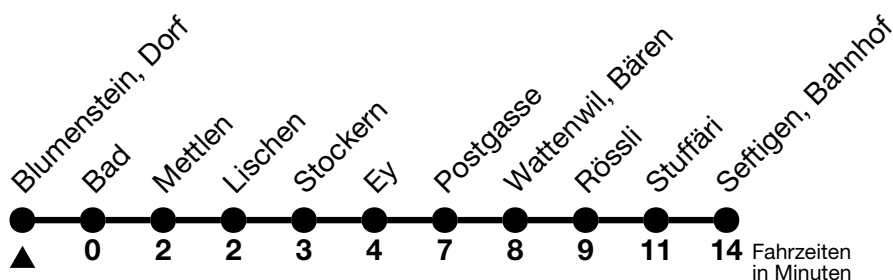 Blumenstein, Dorf
Bad
Mettlen
Lischen
Stockern
Ey
Postgasse
Wattenwil, Bären
Rössli
Stuffäri
Seftigen, Bahnhof
0 2 2 3 4 7 8 9 11 14 Fahrzeiten
in Minuten